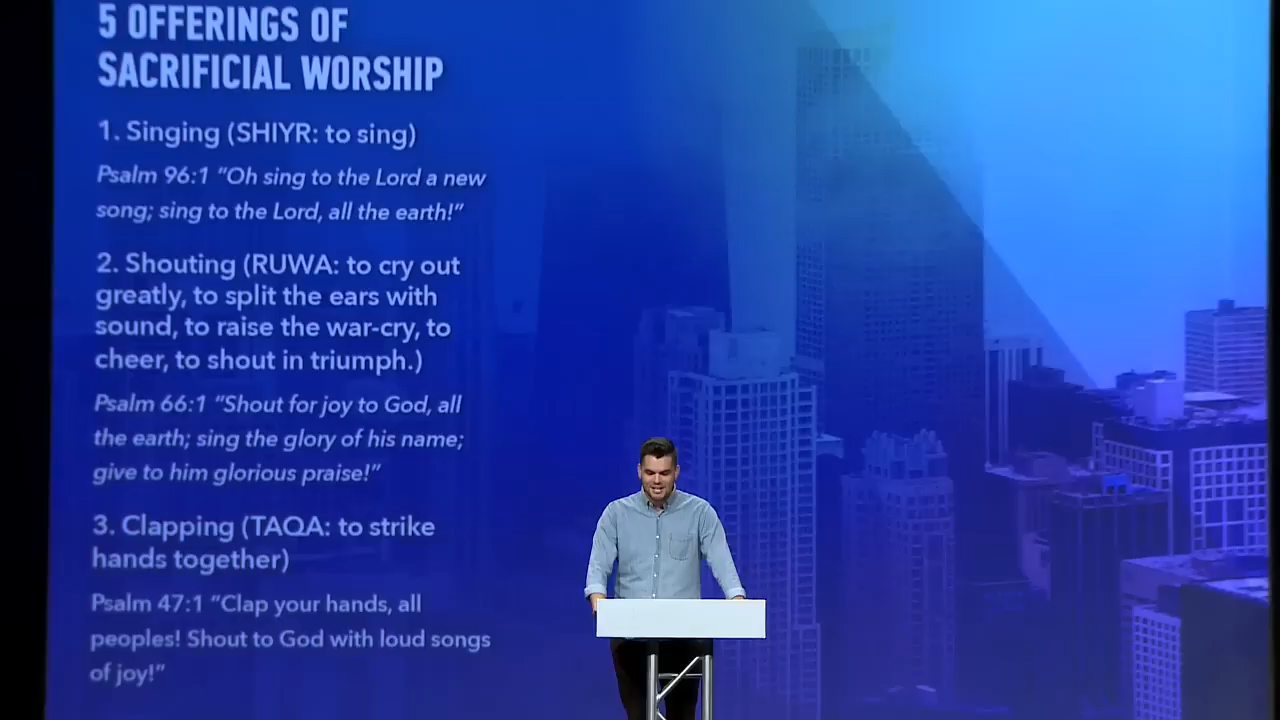 5 OFFERINGS OF
SACRIFICIAL WORSHIP
1. Singing (SHIYR: to sing)
Psalm 96:1 “Oh sing to the Lord a new
song; sing to the Lord, all the earth!”
2. Shouting (RUWA: to cry out
greatly, to split the ears with
sound, to raise the war-cry, to
cheer, to shout in triumph.)
Psalm 66:1 “Shout for joy to God, all
the earth; sing the glory of his name;
give to him glorious praise!”
3. Clapping (TAQA: to strike
hands together)
Psalm 47:1 “Clap your hands, all
peoples! Shout to God with loud songs
of joy!”